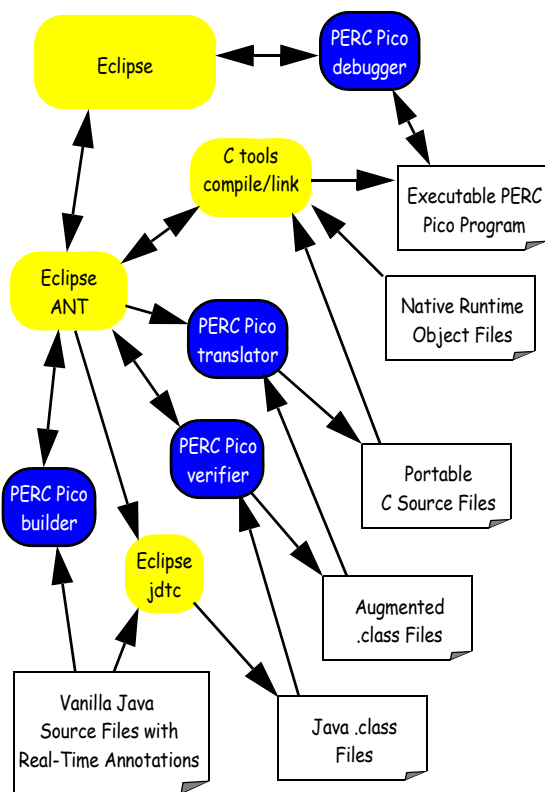 Eclipse
PERC Pico
debugger
C tools
compile/link
Executable PERC
Pico Program
Eclipse
ANT
Native Runtime
Object Files
PERC Pico
translator
PERC Pico
verifier
Portable
C Source Files
PERC Pico
builder
Eclipse
jdtc
Augmented
.class Files
Vanilla Java
Source Files with
Real-Time Annotations
Java .class
Files